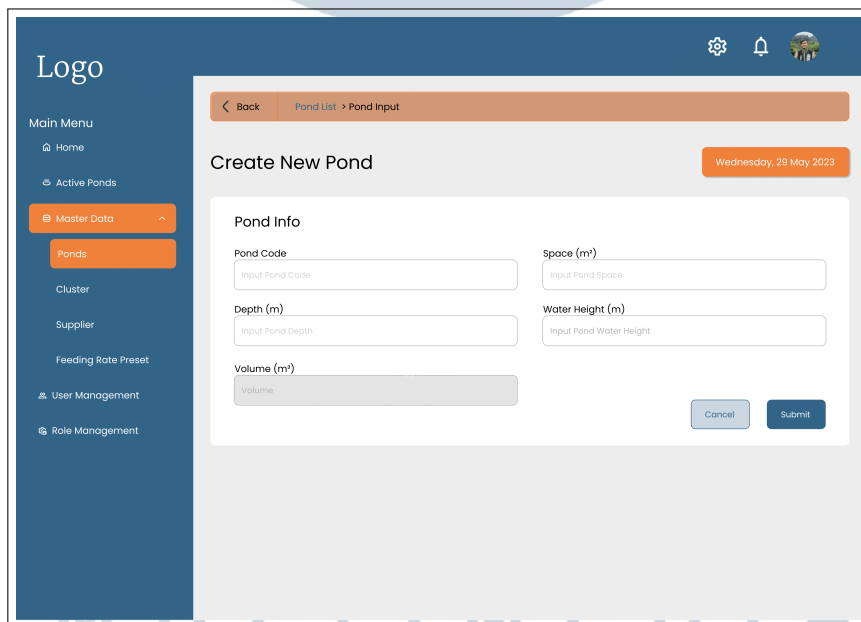 Logo
Main Menu
Home
Active Ponds
Master Data
Ponds
Cluster
Supplier
Feeding Rate Preset
User Management
Role Management
Back Pond List > Pond Input
Create New Pond
Wednesday, 29 May 2023
Pond Info
Pond Code
Input Pond Code
Space (m²)
Input Pond Space
Depth (m)
Input Pond Depth
Water Height (m)
Input Pond Water Height
Volume (m³)
Volume
Cancel
Submit